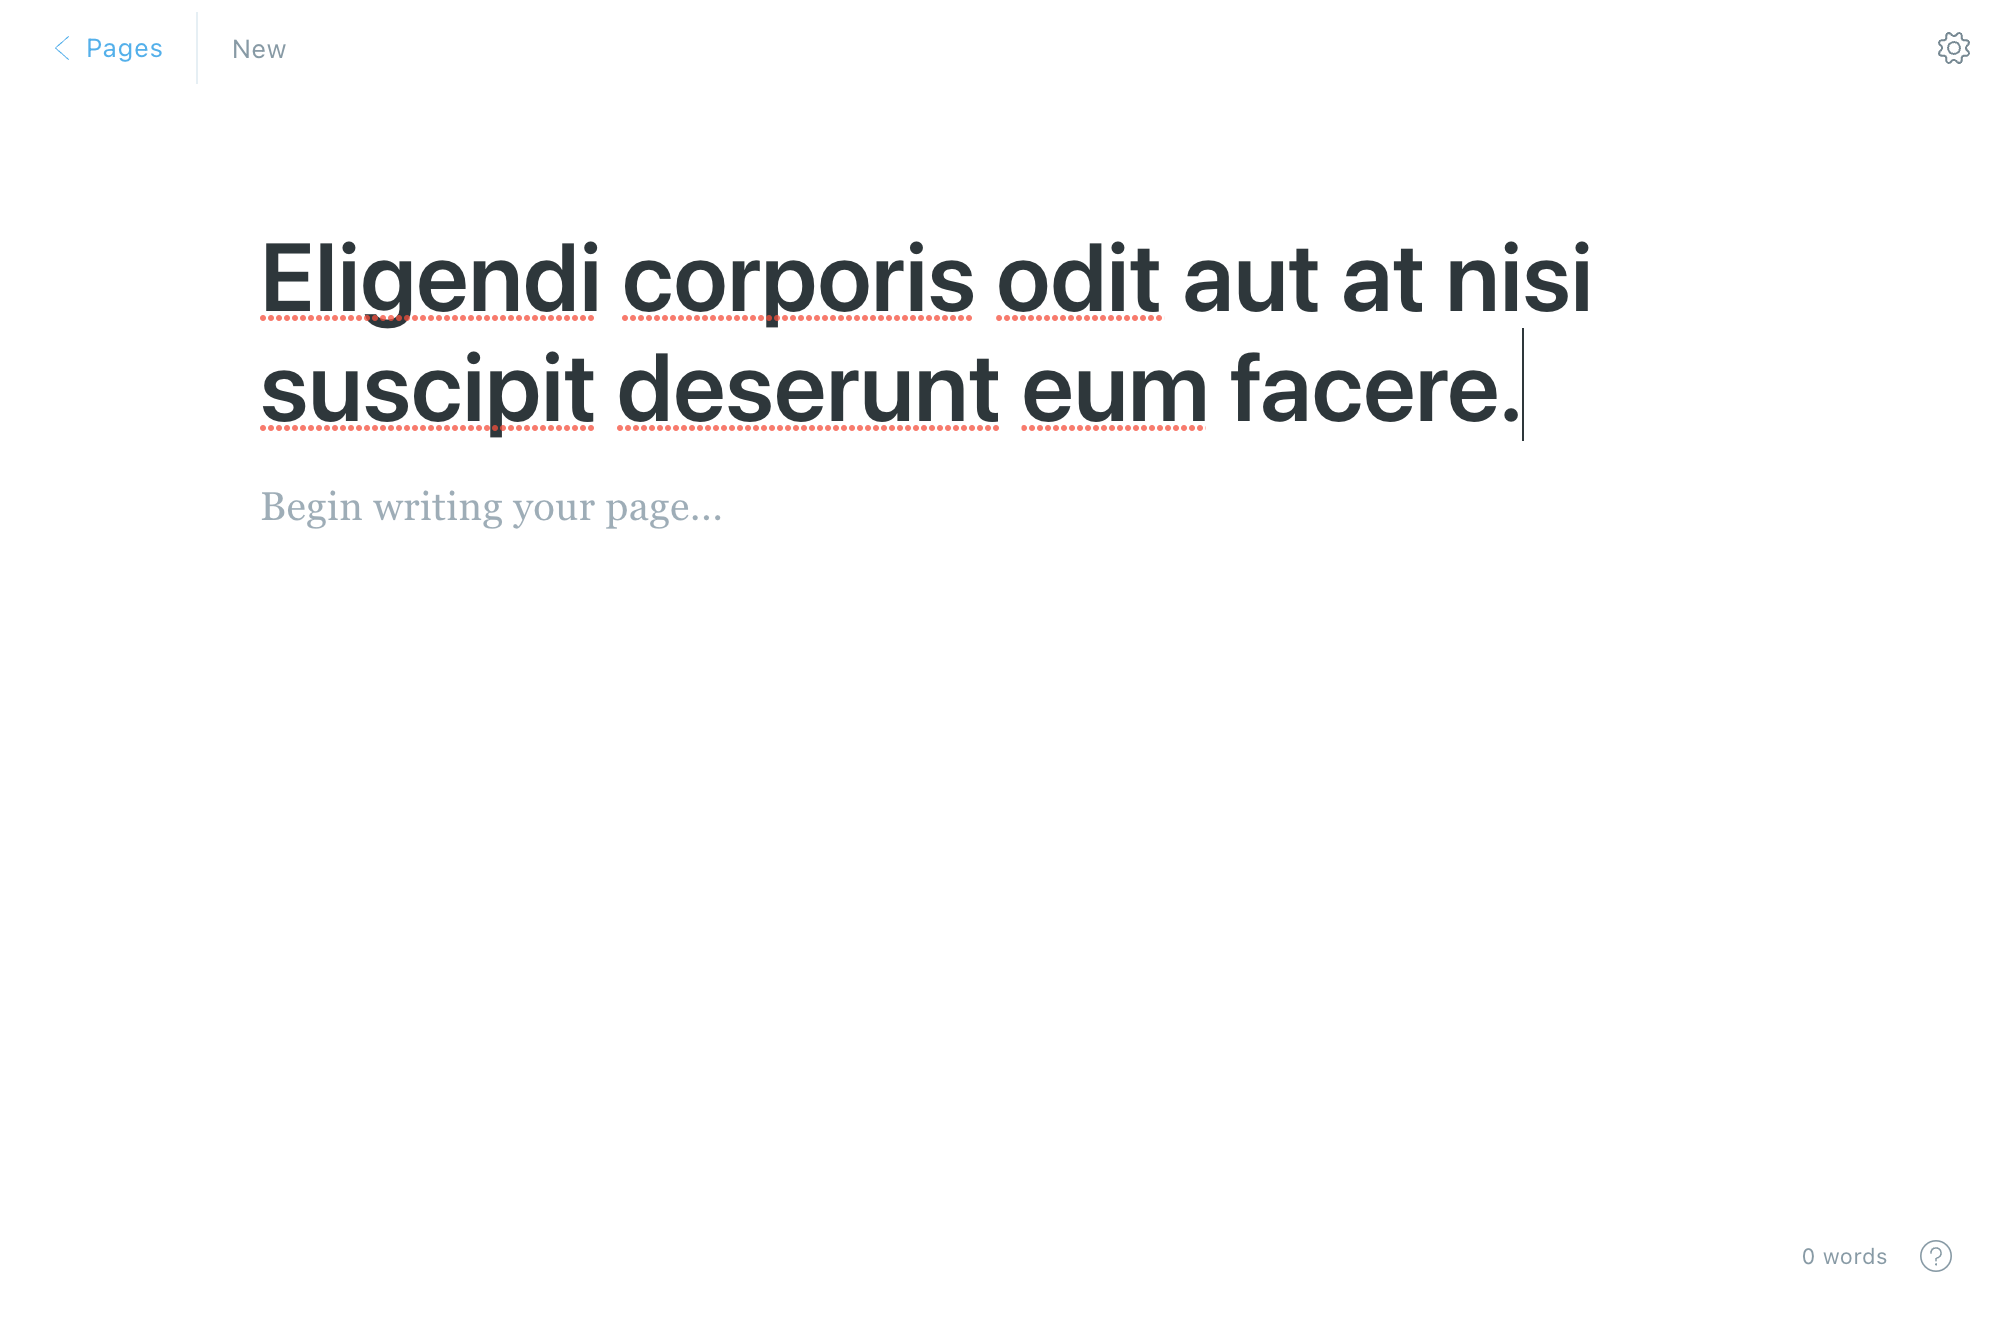 Pages
New
Eligendi corporis odit aut at nisi
suscipit deserunt eum facere.
Begin writing your page...
0 words
?